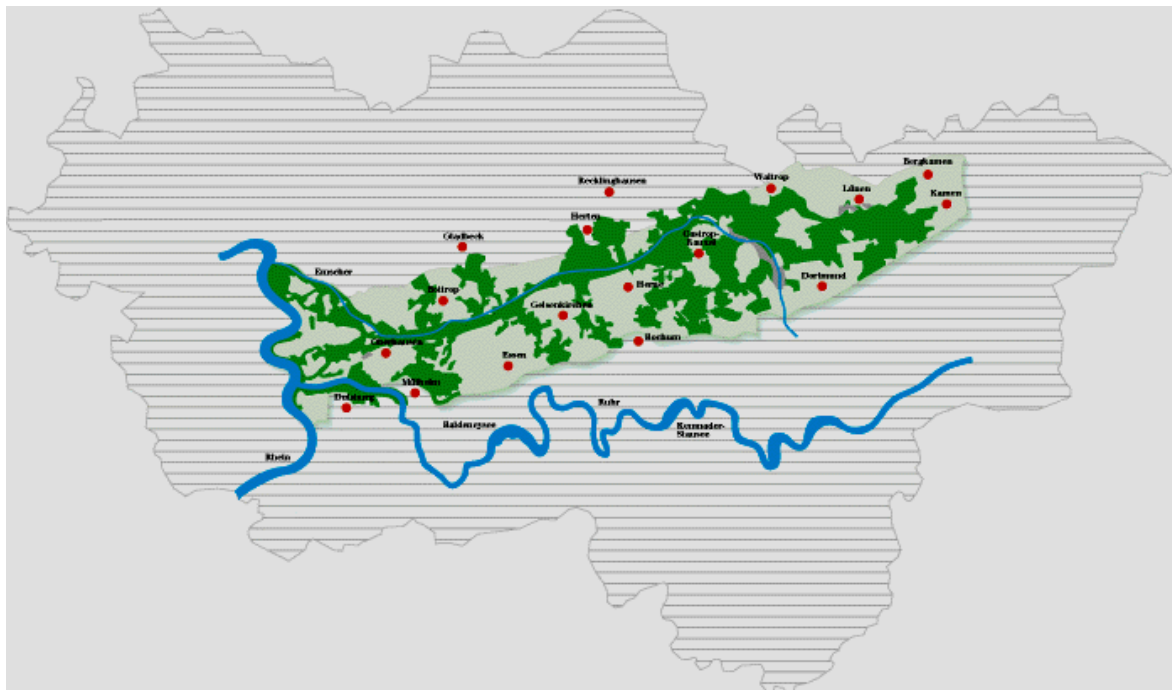 Bergkamen
Waltrop
Recklinghausen
Lünen
Kamen
Herten
Castrop-
Rauxel
Gladbeck
Emscher
Dortmund
Bottrop
Herne
Gelsenkirchen
Bochum
Oberhausen
Essen
Mülheim
Duisburg
Ruhr
Baldeneysee
Kemnader-
Stausee
Rhein